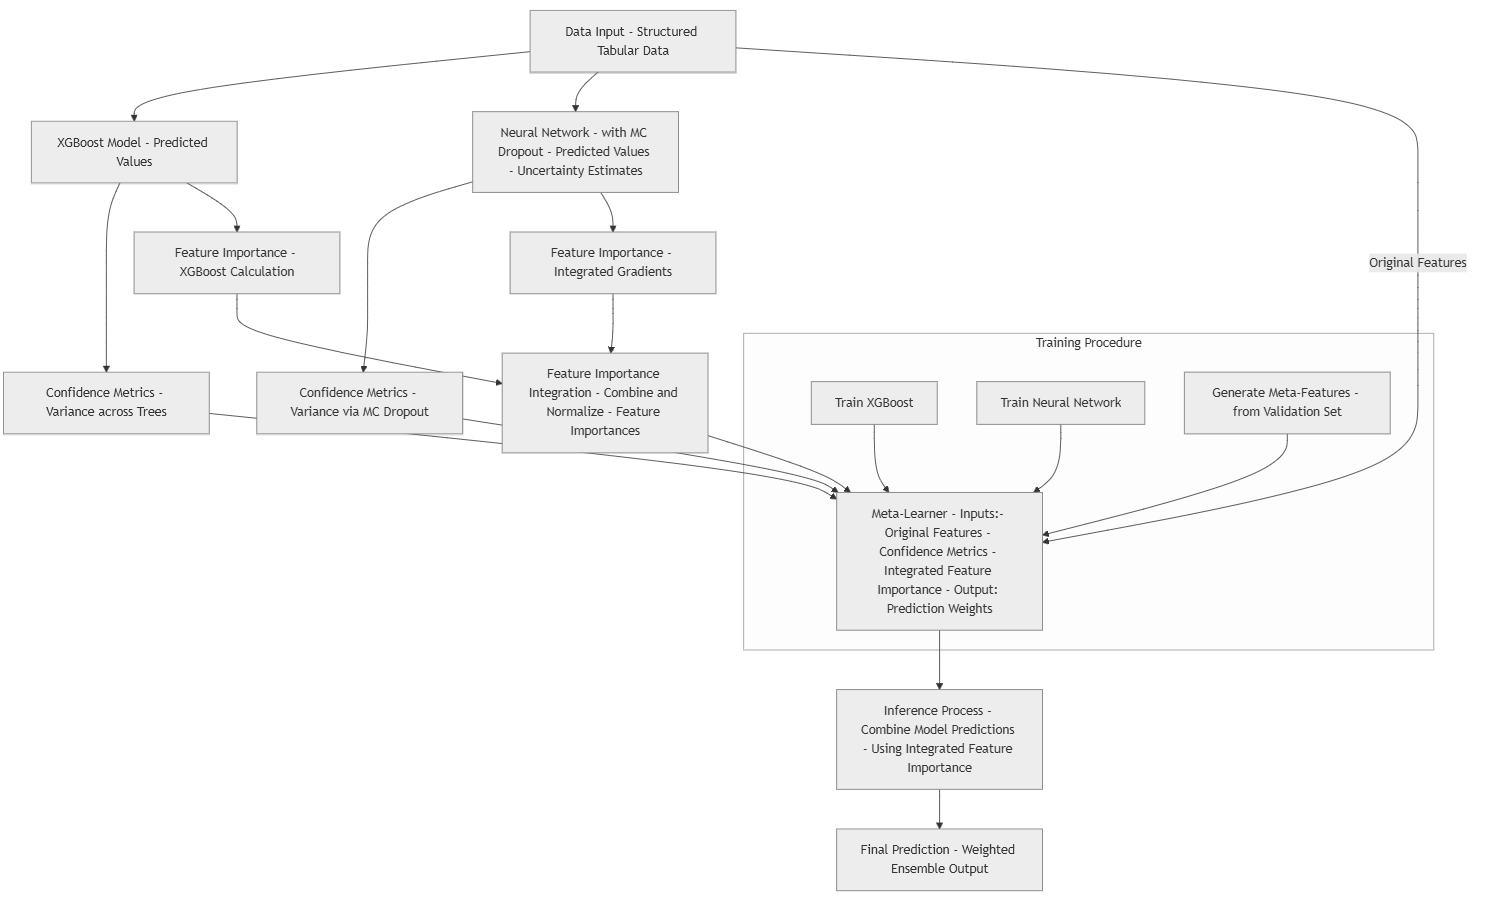 Data Input - Structured
Tabular Data
XGBoost Model - Predicted
Values
Neural Network - with MC
Dropout - Predicted Values
- Uncertainty Estimates
Feature Importance -
XGBoost Calculation
Feature Importance -
Integrated Gradients
Original Features
Training Procedure
Confidence Metrics -
Variance across Trees
Confidence Metrics -
Variance via MC Dropout
Feature Importance
Integration - Combine and
Normalize - Feature
Importances
Train XGBoost
Train Neural Network
Generate Meta-Features -
from Validation Set
Meta-Learner - Inputs:-
Original Features -
Confidence Metrics -
Integrated Feature
Importance - Output:
Prediction Weights
Inference Process -
Combine Model Predictions
- Using Integrated Feature
Importance
Final Prediction - Weighted
Ensemble Output